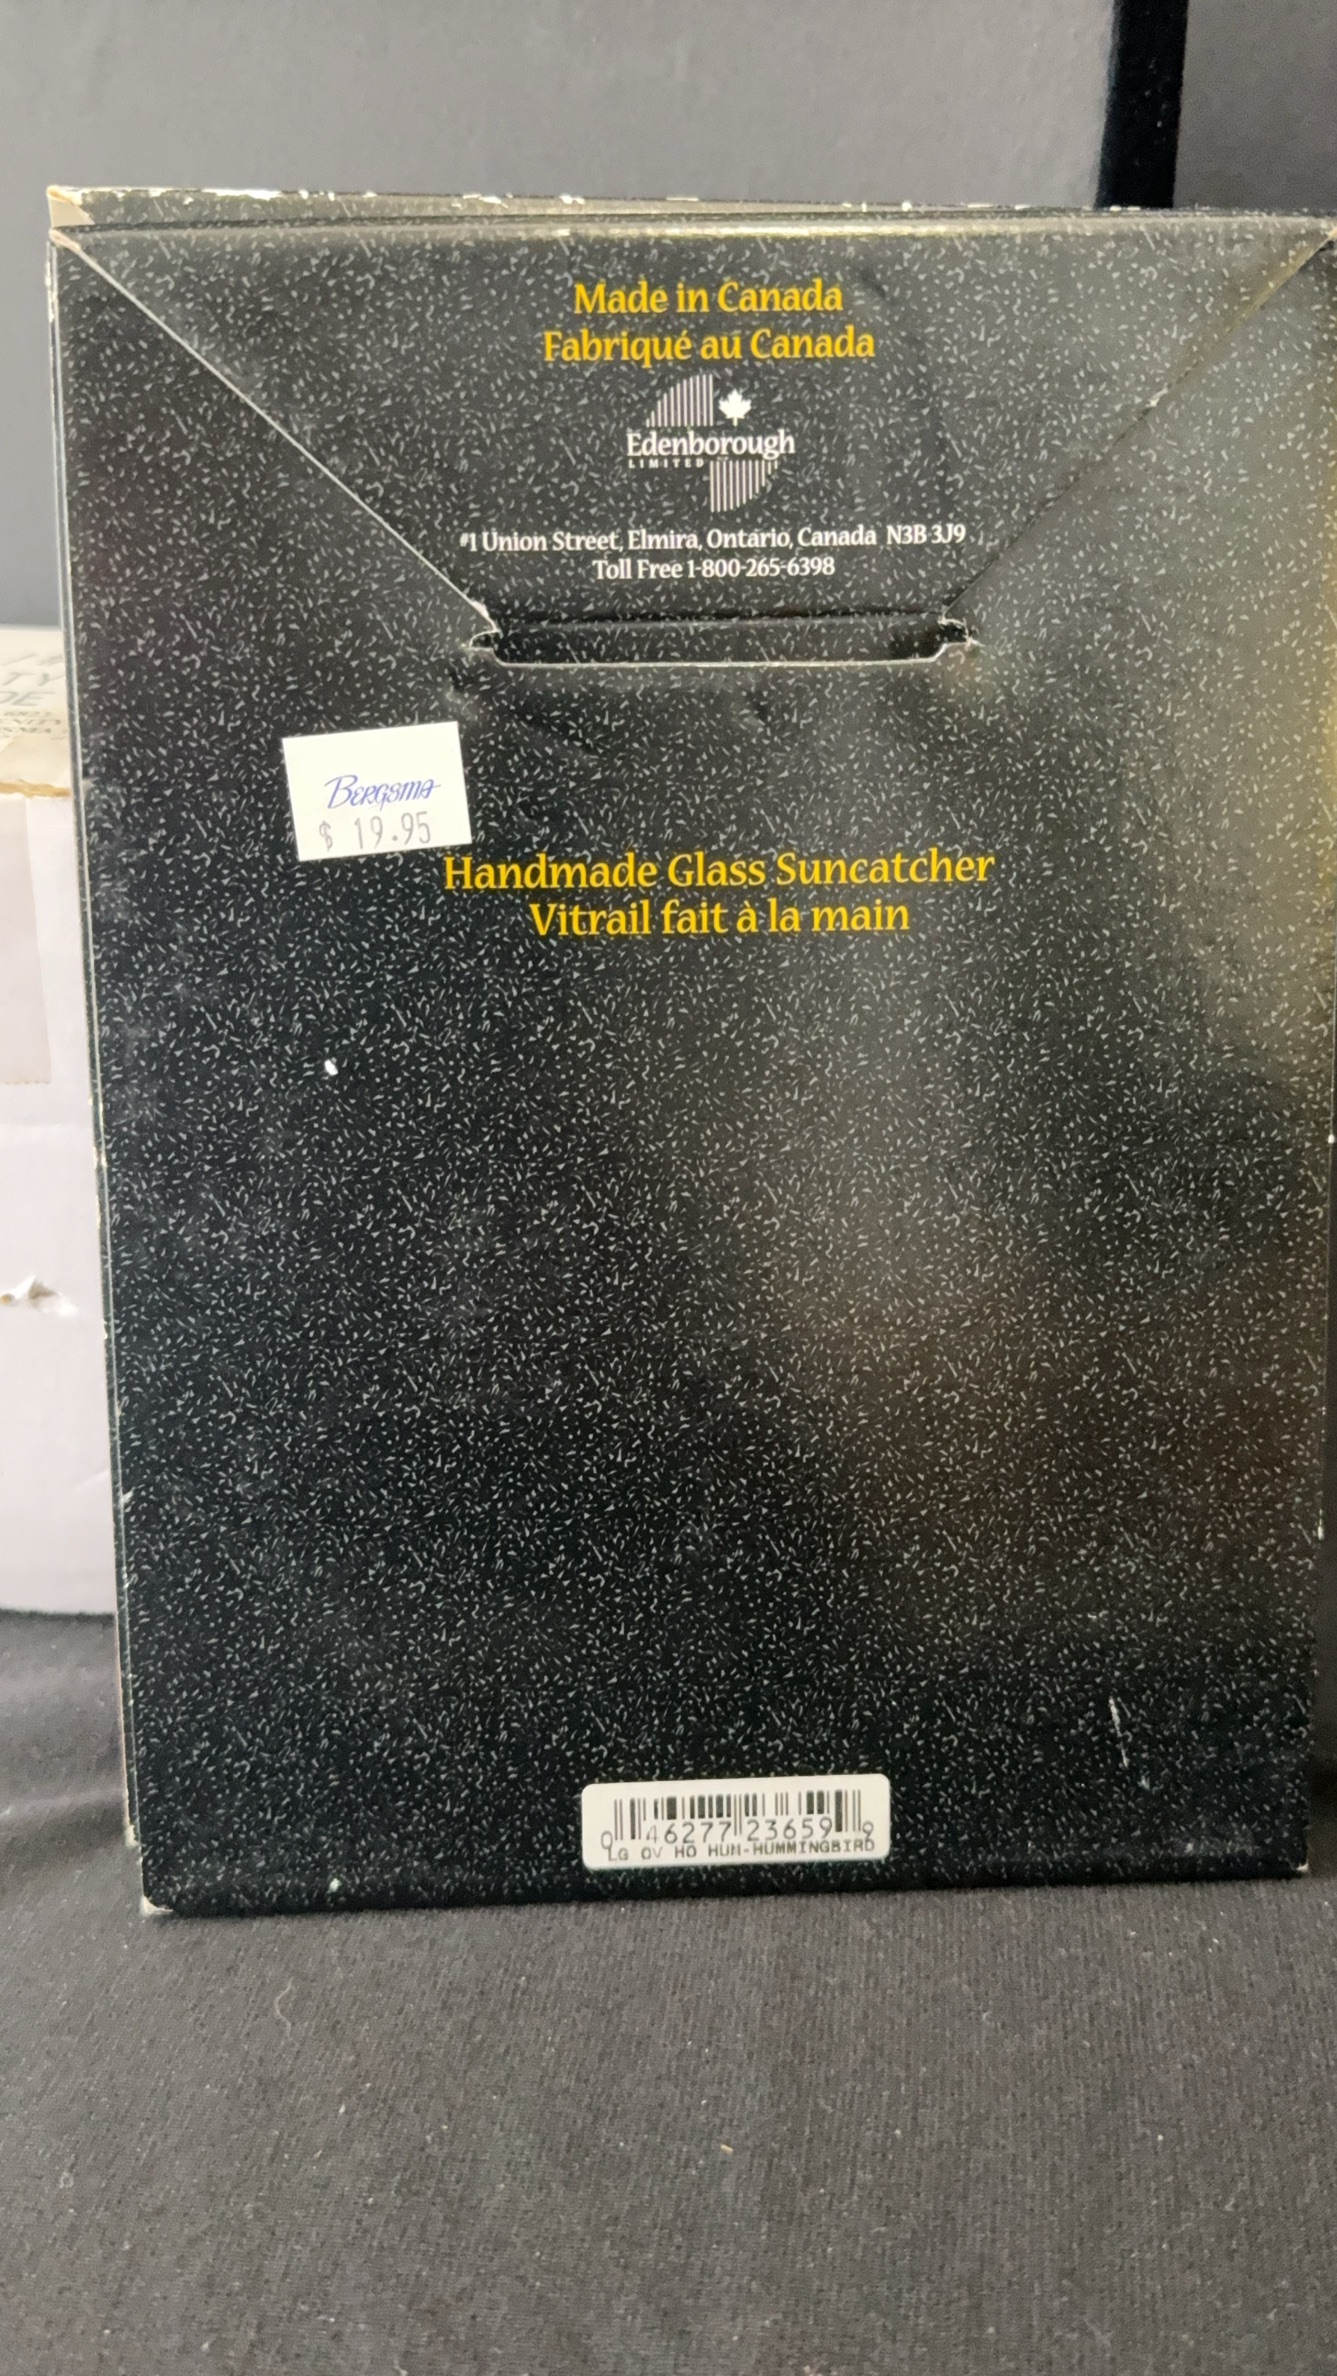 Made in Canada
Fabriqué au Canada
Edenborough
LIMITED
#1 Union Street, Elmira, Ontario, Canada N3B 3J9
Toll Free 1-800-265-6398
Bergsma
$ 19.95
Handmade Glass Suncatcher
Vitrail fait à la main
0 46277 23659 9
LG OV HO HUM-HUMMINGBIRD